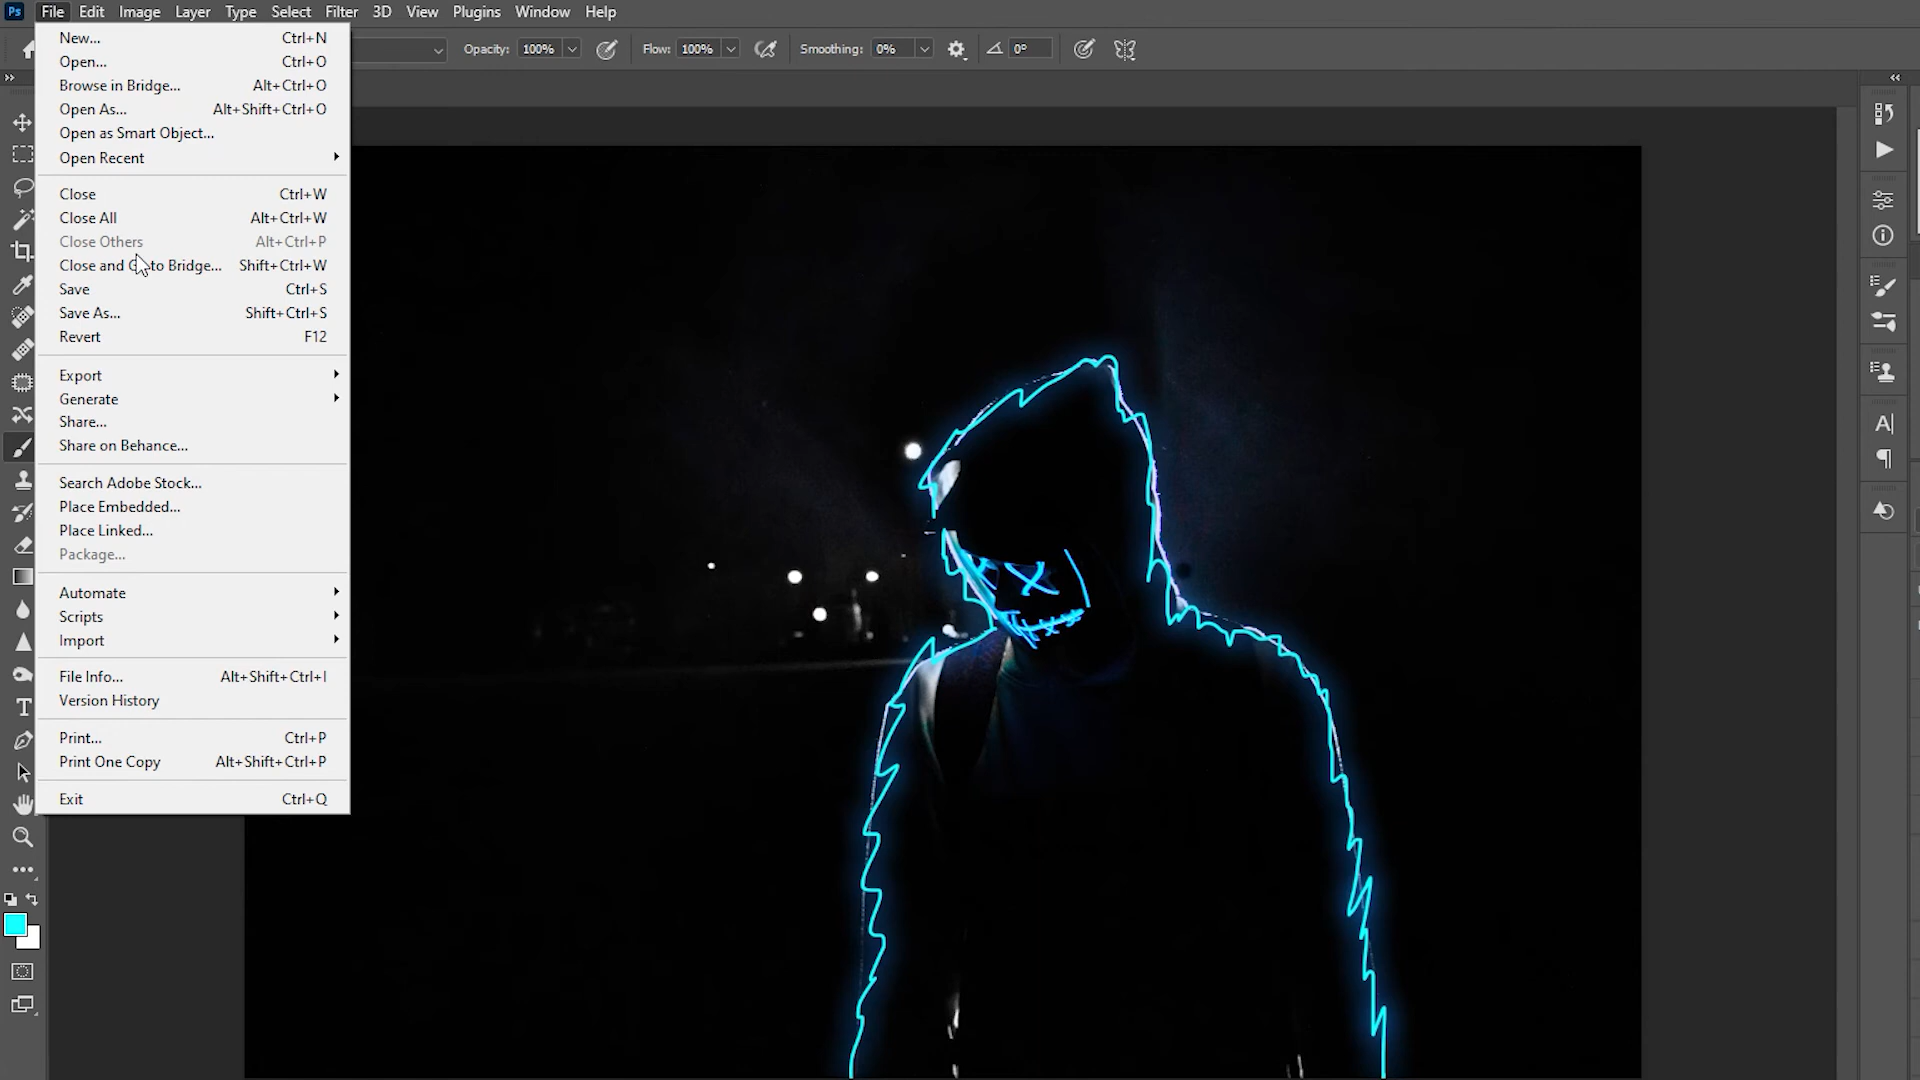 Ps File Edit Image Layer Type Select Filter 3D View Plugins Window Help
Opacity: 100% Flow: 100% Smoothing: 0% 0°
New... Ctrl+N
Open... Ctrl+O
Browse in Bridge... Alt+Ctrl+O
Open As... Alt+Shift+Ctrl+O
Open as Smart Object...
Open Recent
Close Ctrl+W
Close All Alt+Ctrl+W
Close Others Alt+Ctrl+P
Close and Go to Bridge... Shift+Ctrl+W
Save Ctrl+S
Save As... Shift+Ctrl+S
Revert F12
Export
Generate
Share...
Share on Behance...
Search Adobe Stock...
Place Embedded...
Place Linked...
Package...
Automate
Scripts
Import
File Info... Alt+Shift+Ctrl+I
Version History
Print... Ctrl+P
Print One Copy Alt+Shift+Ctrl+P
Exit Ctrl+Q